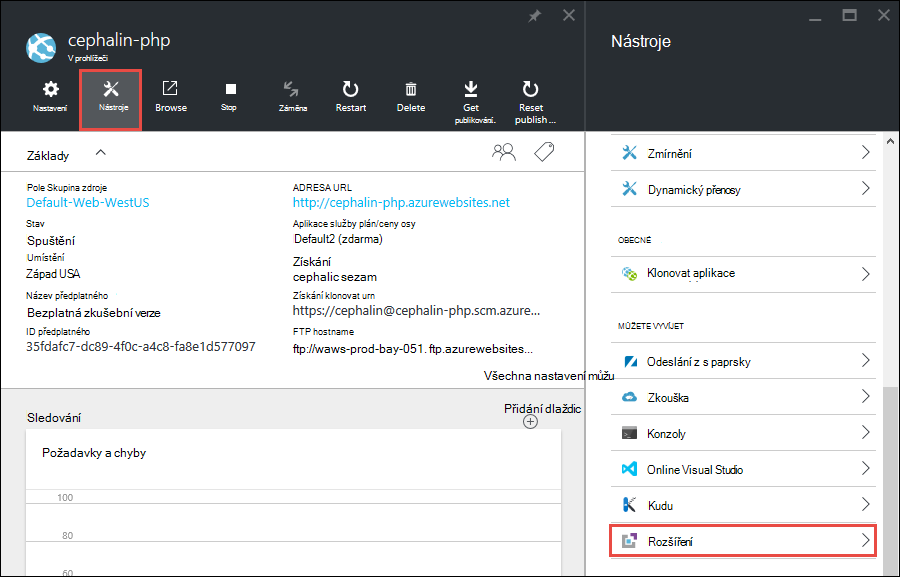 cephalin-php
V prohlížeči
Nastavení
Nástroje
Browse
Stop
Záměna
Restart
Delete
Get
publikování.
Reset
publish ...
Základy
Pole Skupina zdroje
Default-Web-WestUS
Stav
Spuštění
Umístění
Západ USA
Název předplatného
Bezplatná zkušební verze
ID předplatného
35fdafc7-dc89-4f0c-a4c8-fa8e1d577097
ADRESA URL
http://cephalin-php.azurewebsites.net
Aplikace služby plán/ceny osy
Default2 (zdarma)
Získání
cephalic sezam
Získání klonovat urn
https://cephalin@cephalin-php.scm.azure...
FTP hostname
ftp://waws-prod-bay-051. ftp.azurewebsites...
Všechna nastavení můžu
Sledování
Přidání dlaždic
Požadavky a chyby
100
80
60
Nástroje
Zmírnění
Dynamický přenosy
OBECNÉ
Klonovat aplikace
MŮŽETE VYVÍJET
Odeslání z s paprsky
Zkouška
Konzoly
Online Visual Studio
Kudu
Rozšíření